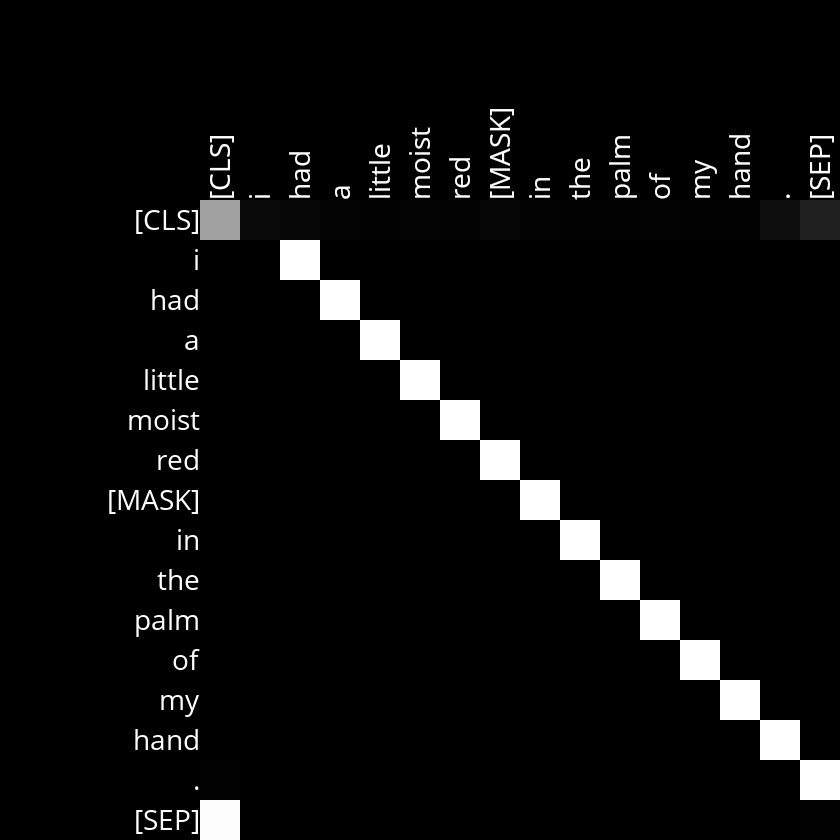 [CLS] i had a little moist red [MASK] in the palm of my hand . [SEP]
[CLS]
i
had
a
little
moist
red
[MASK]
in
the
palm
of
my
hand
.
[SEP]